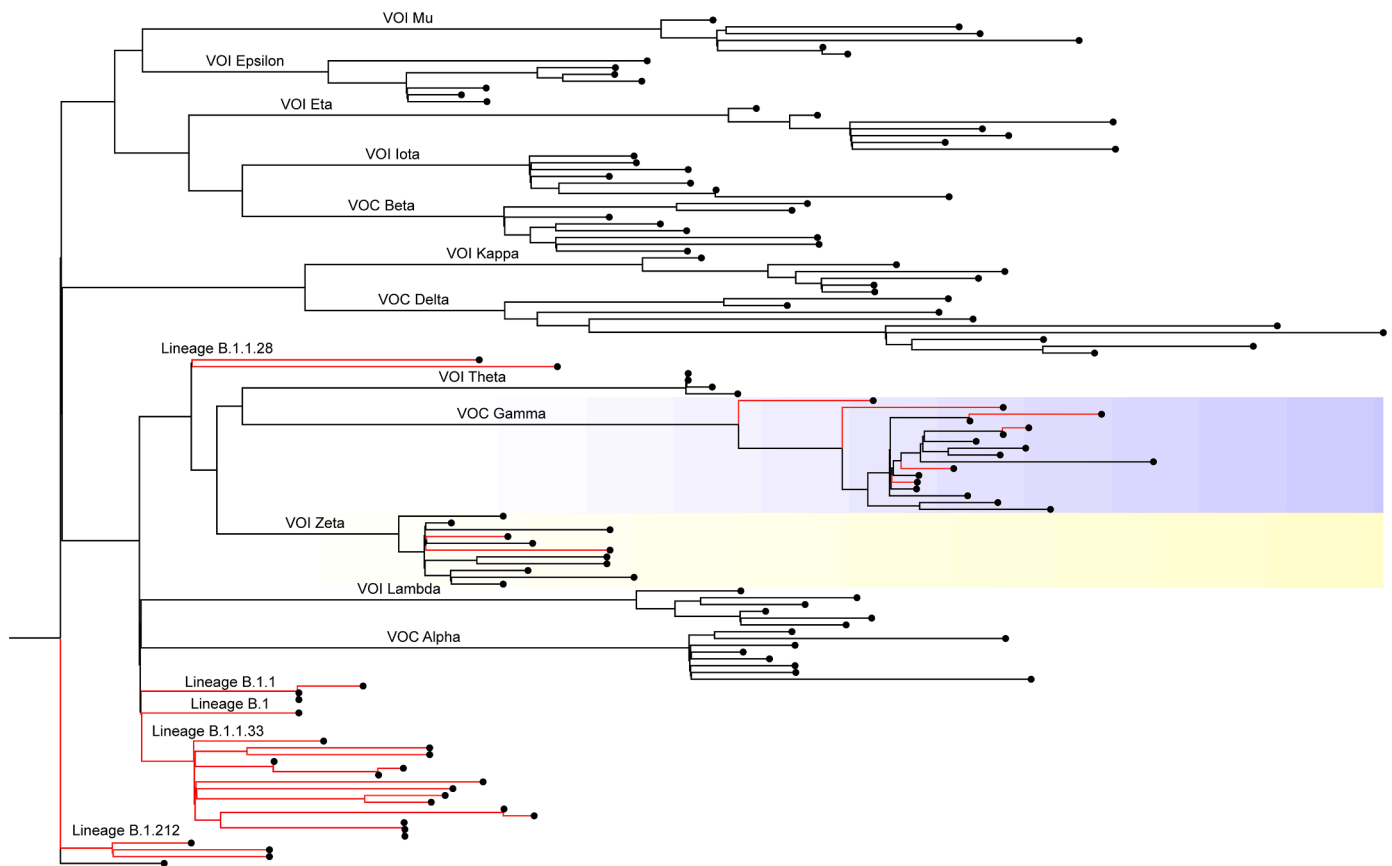 VOI Mu
VOI Epsilon
VOI Eta
VOI Iota
VOC Beta
VOI Kappa
VOC Delta
Lineage B.1.1.28
VOI Theta
VOC Gamma
VOI Zeta
VOI Lambda
VOC Alpha
Lineage B.1.1
Lineage B.1
Lineage B.1.1.33
Lineage B.1.212